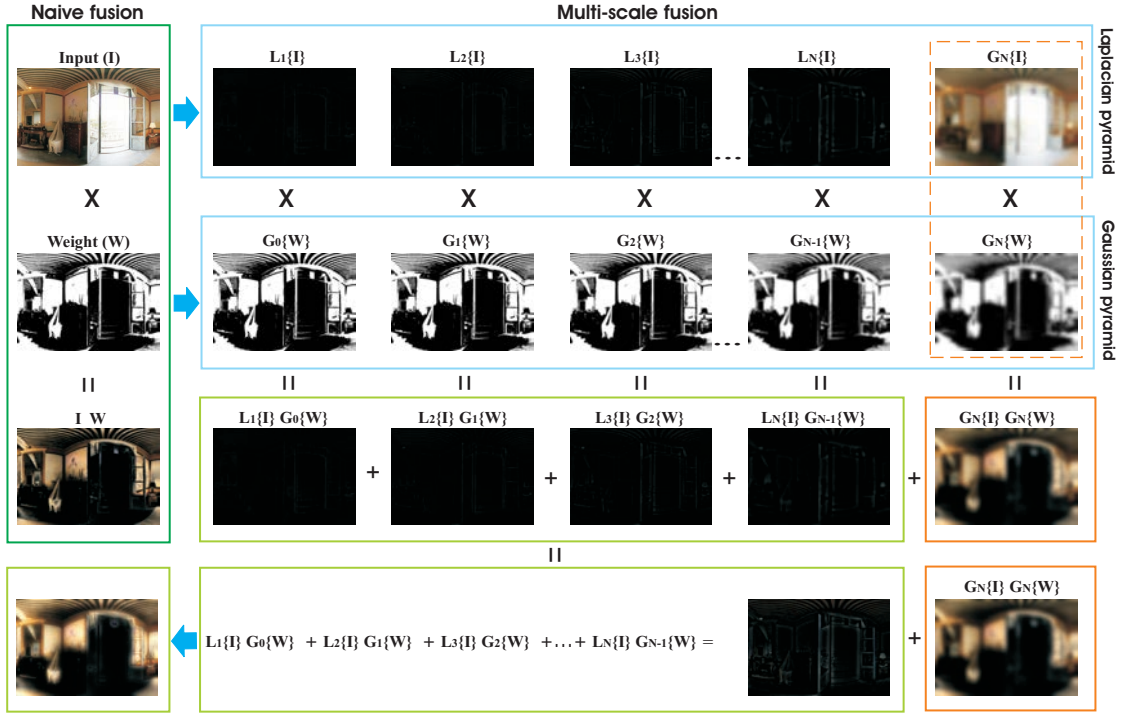 Naive fusion
Multi-scale fusion
Input (I)
L1{I}
L2{I}
L3{I}
LN{I}
GN{I}
Laplacian pyramid
...
X
X
X
X
X
X
Weight (W)
G0{W}
G1{W}
G2{W}
GN-1{W}
GN{W}
Gaussian pyramid
...
=
=
=
=
=
=
I W
L1{I} G0{W}
L2{I} G1{W}
L3{I} G2{W}
LN{I} GN-1{W}
GN{I} GN{W}
+
+
+
+
=
GN{I} GN{W}
L1{I} G0{W} + L2{I} G1{W} + L3{I} G2{W} +...+ LN{I} GN-1{W} =
+